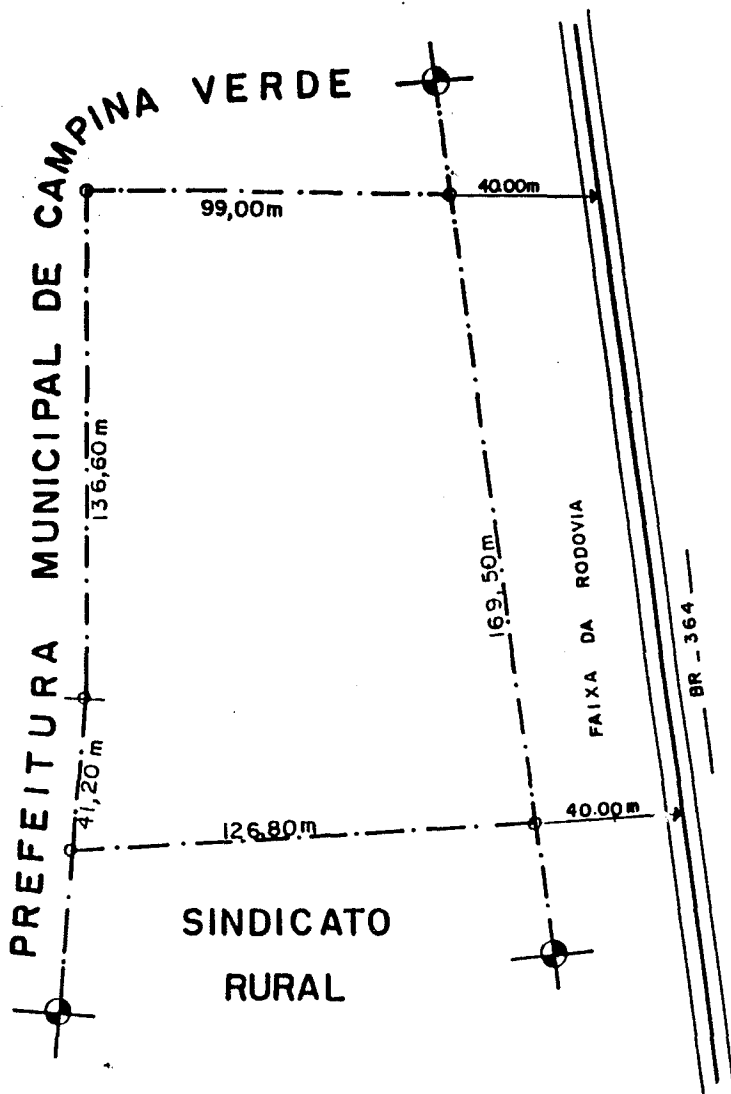 PREFEITURA MUNICIPAL DE CAMPINA VERDE
99,00m
40.00m
136,60m
169,50m
FAIXA DA RODOVIA
BR _ 364
41,20m
126.80m
40.00m
SINDICATO
RURAL